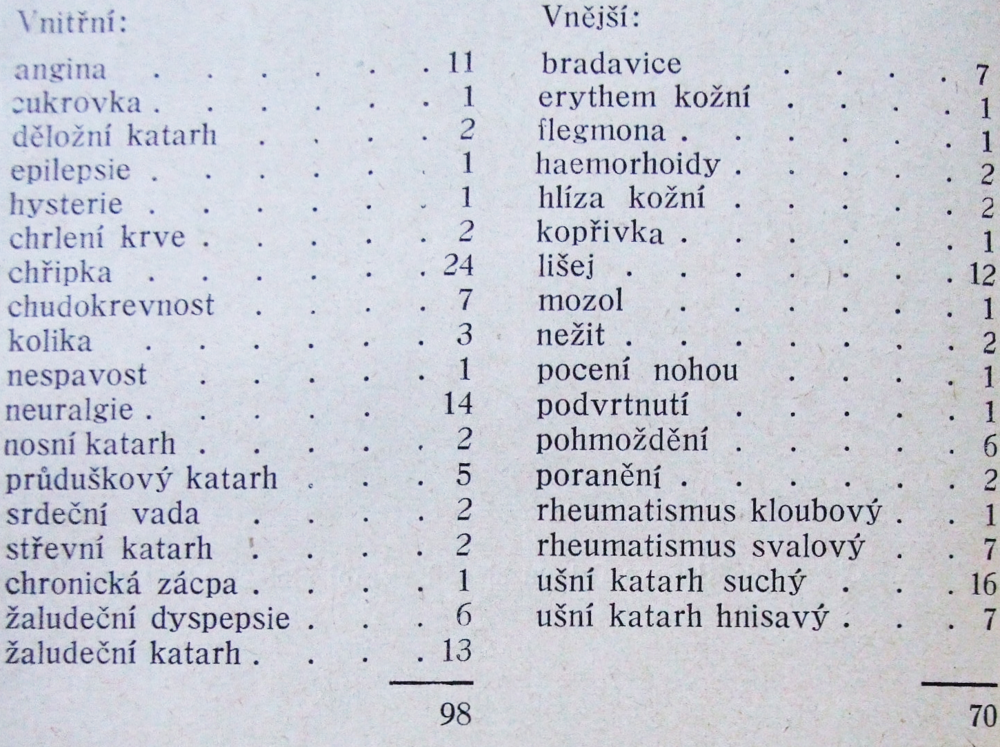 Vnitřní:
angina . . . . . . 11
cukrovka . . . . . . 1
děložní katarh . . . . 2
epilepsie . . . . . . 1
hysterie . . . . . . 1
chrlení krve . . . . . 2
chřipka . . . . . . 24
chudokrevnost . . . . 7
kolika . . . . . . 3
nespavost . . . . . 1
neuralgie . . . . . 14
nosní katarh . . . . . 2
průduškový katarh . . . 5
srdeční vada . . . . 2
střevní katarh . . . . 2
chronická zácpa . . . . 1
žaludeční dyspepsie . . . 6
žaludeční katarh . . . . 13
98
Vnější:
bradavice . . . . 7
erythem kožní . . . . 1
flegmona . . . . . . 1
haemorhoidy . . . . . 2
hlíza kožní . . . . . 2
kopřivka . . . . . . 1
lišej . . . . . . . 12
mozol . . . . . . 1
nežit . . . . . . . 2
pocení nohou . . . . 1
podvrtnutí . . . . . 1
pohmoždění . . . . . 6
poranění . . . . . . 2
rheumatismus kloubový . . 1
rheumatismus svalový . . 7
ušní katarh suchý . . . 16
ušní katarh hnisavý . . . 7
70